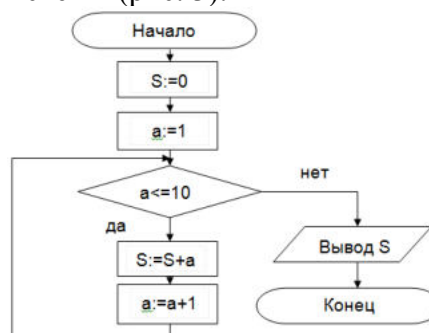 Начало
S:=0
a:=1
a<=10
нет
да
Вывод S
S:=S+a
a:=a+1
Конец